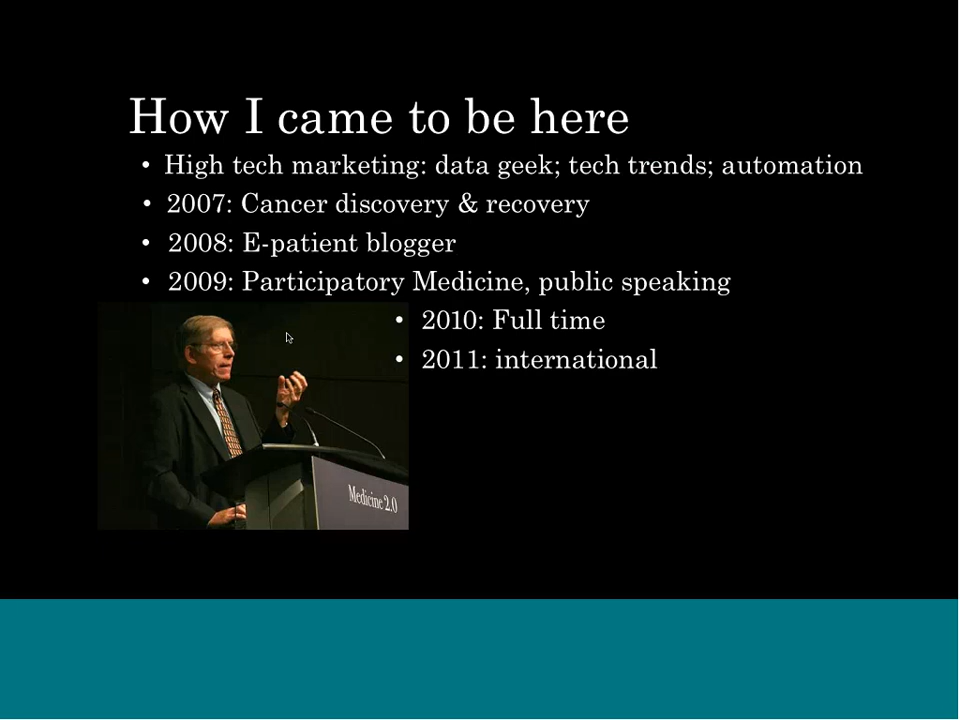 How I came to be here
• High tech marketing: data geek; tech trends; automation
• 2007: Cancer discovery & recovery
• 2008: E-patient blogger
• 2009: Participatory Medicine, public speaking
• 2010: Full time
• 2011: international
Medicine 2.0